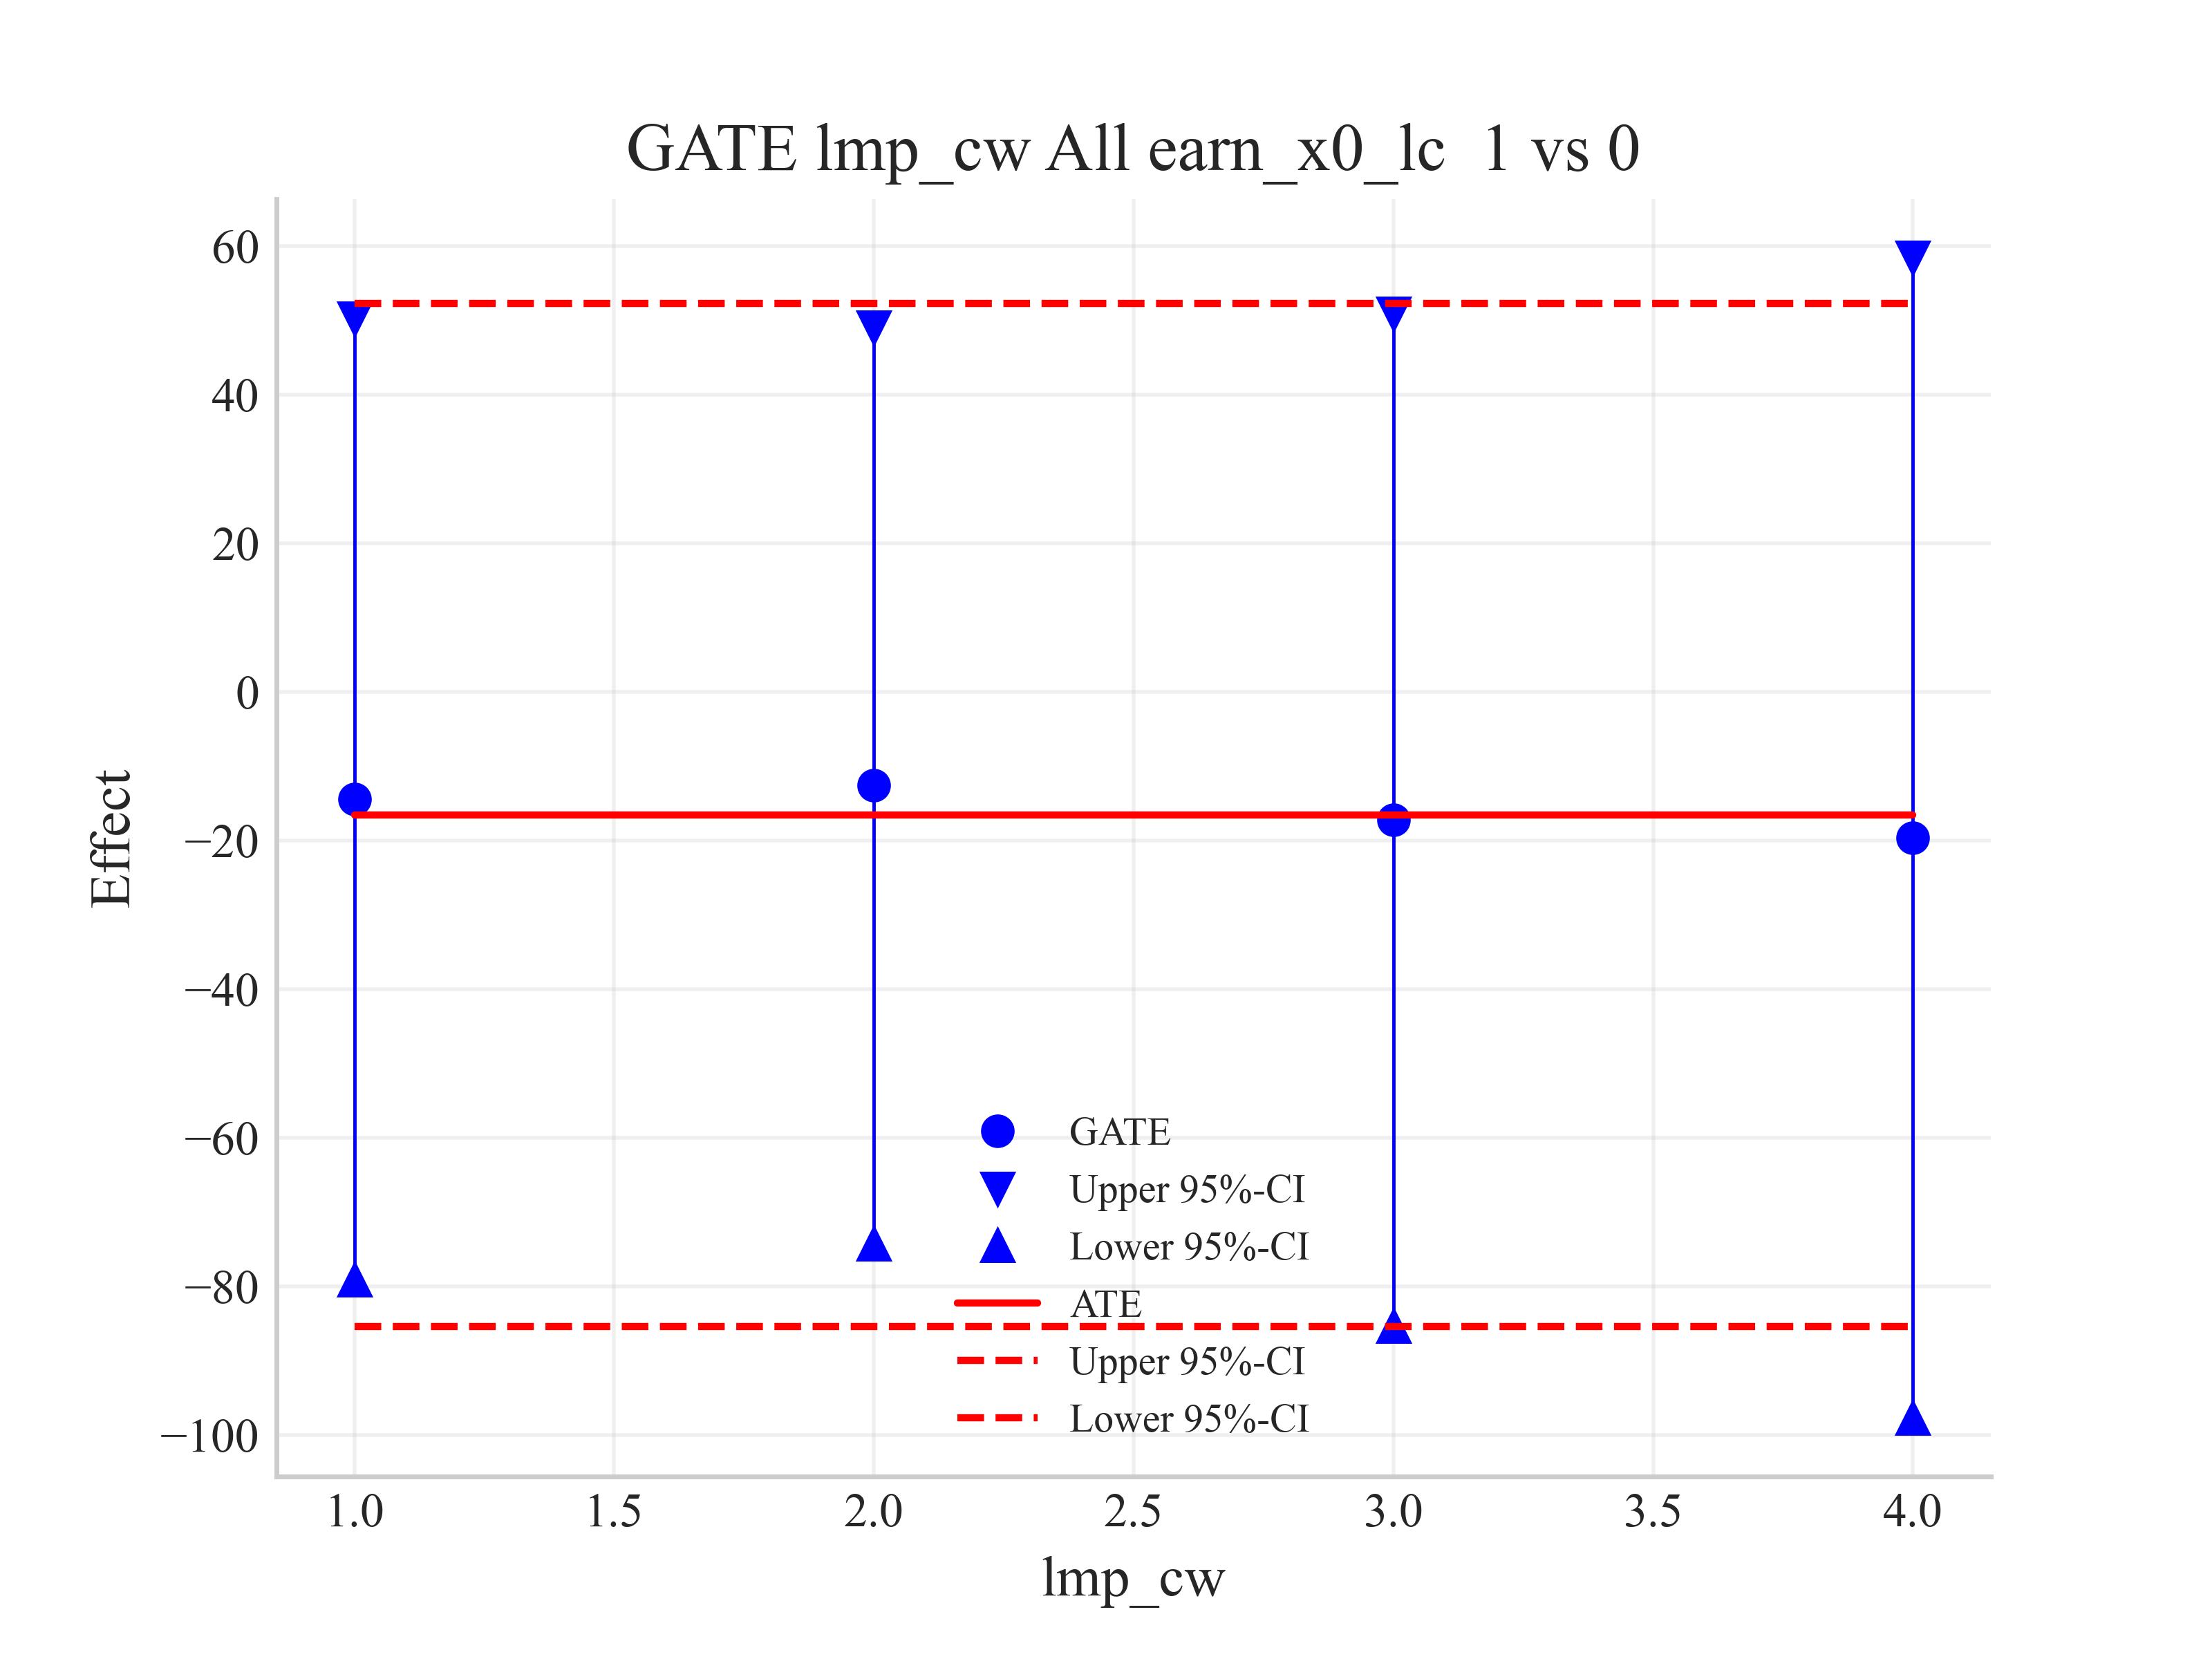 GATE lmp_cw All earn_x0_lc 1 vs 0
60
40
20
0
−20
−40
−60
−80
−100
Effect
GATE
Upper 95%-CI
Lower 95%-CI
ATE
Upper 95%-CI
Lower 95%-CI
1.0 1.5 2.0 2.5 3.0 3.5 4.0
lmp_cw